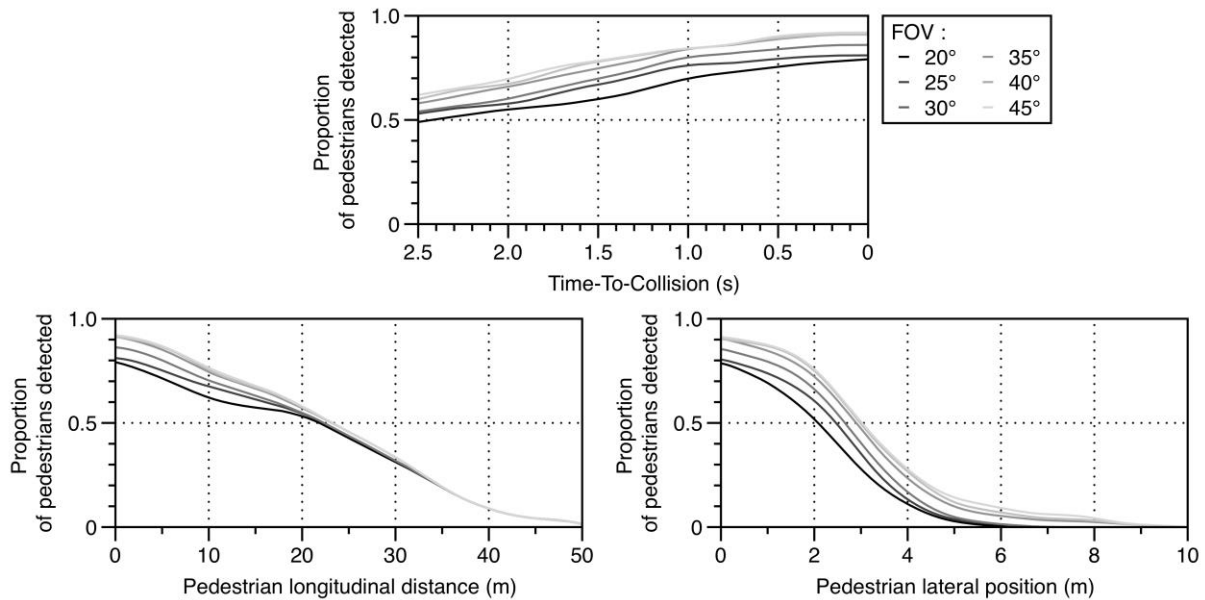 Proportion
of pedestrians detected
1.0
0.5
0
2.5 2.0 1.5 1.0 0.5 0
Time-To-Collision (s)
FOV :
20° 35°
25° 40°
30° 45°
Proportion
of pedestrians detected
1.0
0.5
0
0 10 20 30 40 50
Pedestrian longitudinal distance (m)
Proportion
of pedestrians detected
1.0
0.5
0
0 2 4 6 8 10
Pedestrian lateral position (m)